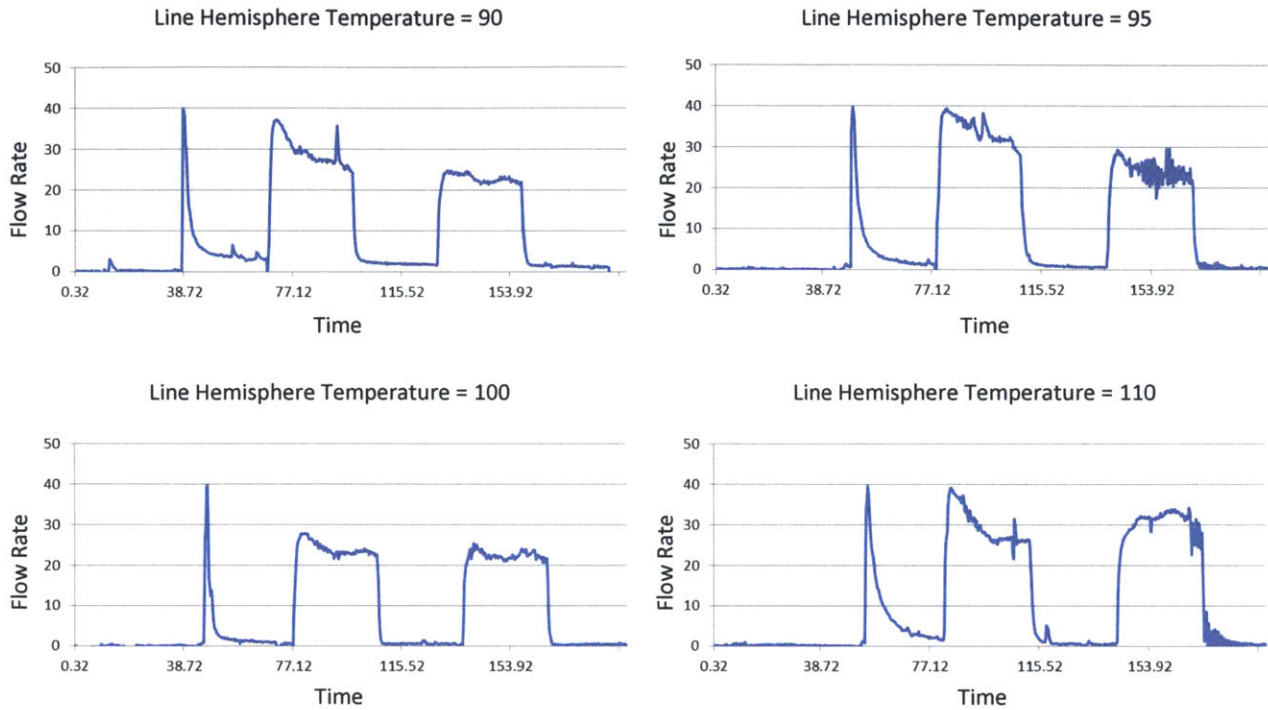 Line Hemisphere Temperature = 90
50
40
30
20
10
0
Flow Rate
0.32 38.72 77.12 115.52 153.92
Time
Line Hemisphere Temperature = 95
50
40
30
20
10
0
Flow Rate
0.32 38.72 77.12 115.52 153.92
Time
Line Hemisphere Temperature = 100
50
40
30
20
10
0
Flow Rate
0.32 38.72 77.12 115.52 153.92
Time
Line Hemisphere Temperature = 110
50
40
30
20
10
0
Flow Rate
0.32 38.72 77.12 115.52 153.92
Time